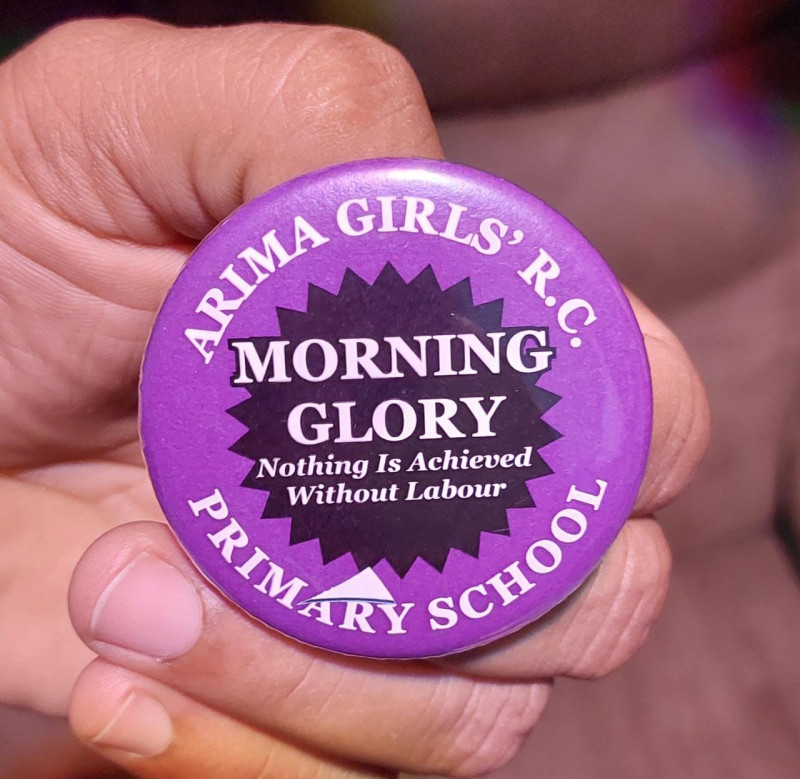 ARIMA GIRLS' R.C.
MORNING
GLORY
Nothing Is Achieved
Without Labour
PRIMARY SCHOOL